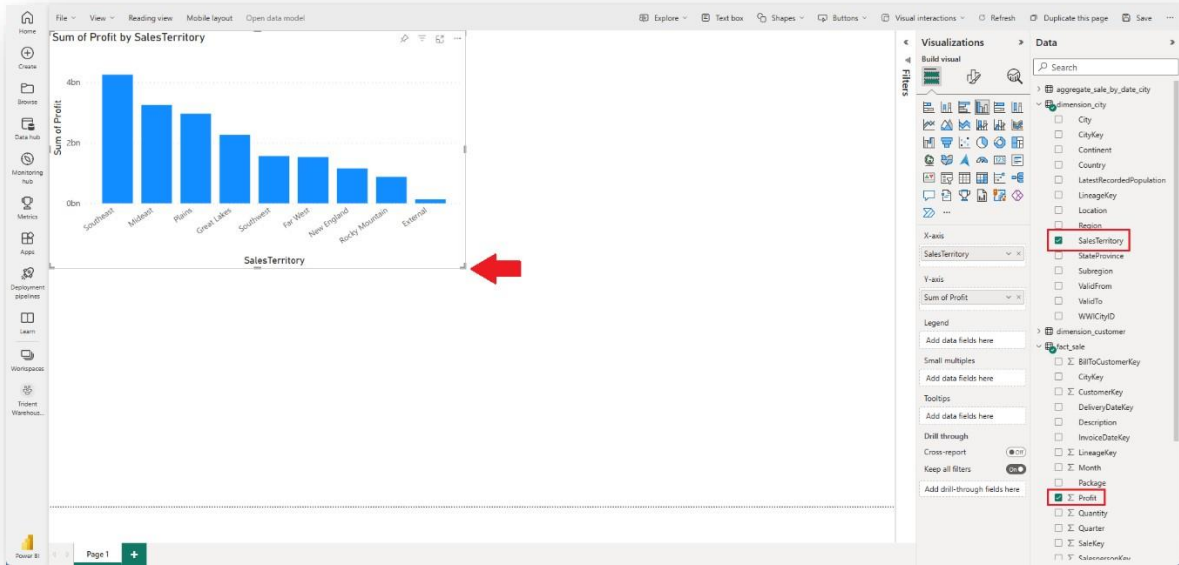 Home
Create
Browse
Data hub
Monitoring
hub
Metrics
Apps
Deployment
pipelines
Learn
Workspaces
Trident
Warehous...
Power BI
File View Reading view Mobile layout Open data model
Explore Text box Shapes Buttons Visual interactions Refresh Duplicate this page Save ...
Sum of Profit by SalesTerritory
Sum of Profit
4bn
2bn
0bn
Southeast Mideast Plains Great Lakes Southwest Far West New England Rocky Mountain External
SalesTerritory
Page 1
Filters
Visualizations
Build visual
...
X-axis
SalesTerritory
Y-axis
Sum of Profit
Legend
Add data fields here
Small multiples
Add data fields here
Tooltips
Add data fields here
Drill through
Cross-report Off
Keep all filters On
Add drill-through fields here
Data
Search
aggregate_sale_by_date_city
dimension_city
City
CityKey
Continent
Country
LatestRecordedPopulation
LineageKey
Location
Region
SalesTerritory
StateProvince
Subregion
ValidFrom
ValidTo
WWICityID
dimension_customer
fact_sale
Σ BillToCustomerKey
CityKey
Σ CustomerKey
DeliveryDateKey
Description
InvoiceDateKey
Σ LineageKey
Σ Month
Package
Σ Profit
Σ Quantity
Σ Quarter
Σ SaleKey
Σ SalespersonKey